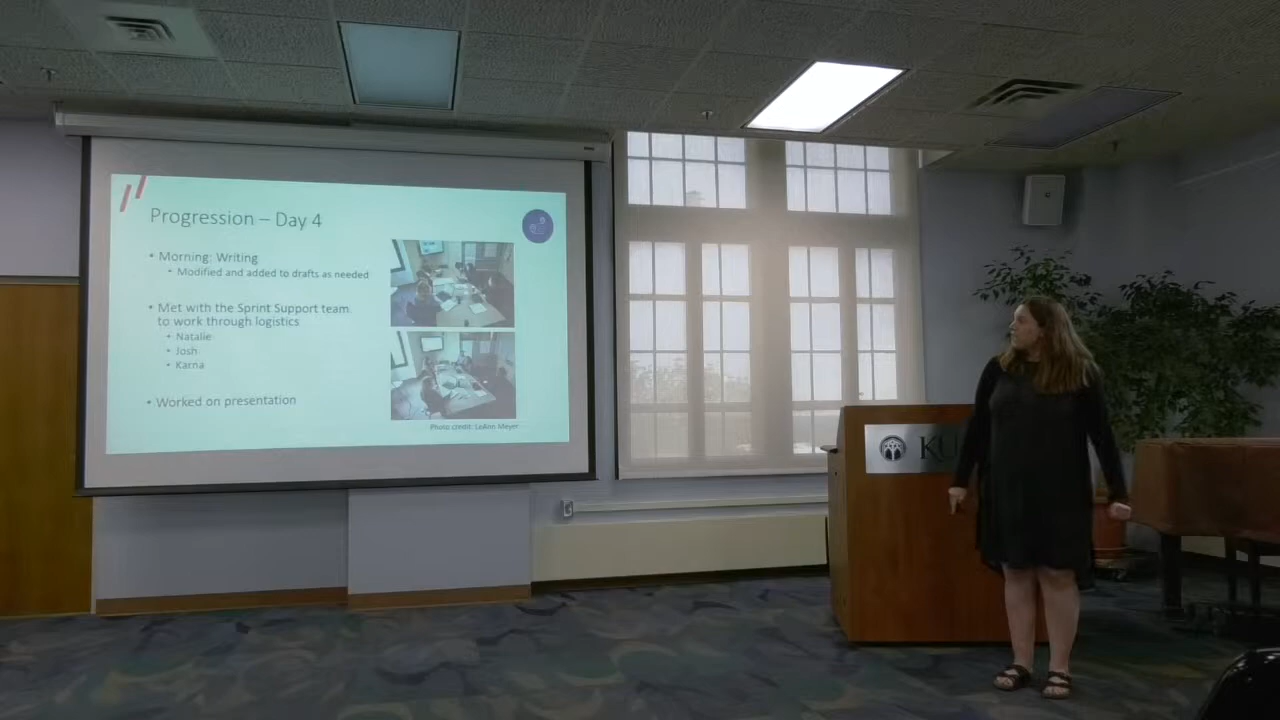 Progression – Day 4
• Morning: Writing
• Modified and added to drafts as needed
• Met with the Sprint Support team
to work through logistics
• Natalie
• Josh
• Karna
• Worked on presentation
Photo credit: LeAnn Meyer
KU